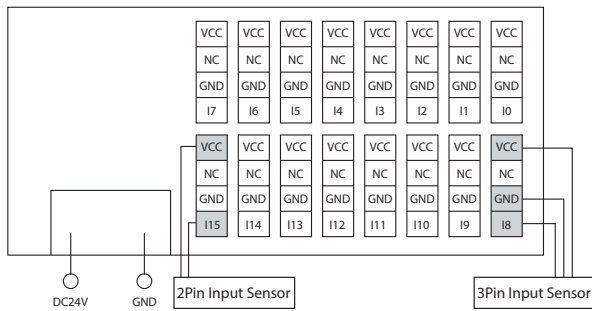 VCC VCC VCC VCC VCC VCC VCC VCC
NC NC NC NC NC NC NC NC
GND GND GND GND GND GND GND GND
I7 I6 I5 I4 I3 I2 I1 I0
VCC VCC VCC VCC VCC VCC VCC VCC
NC NC NC NC NC NC NC NC
GND GND GND GND GND GND GND GND
I15 I14 I13 I12 I11 I10 I9 I8
DC24V GND 2Pin Input Sensor 3Pin Input Sensor